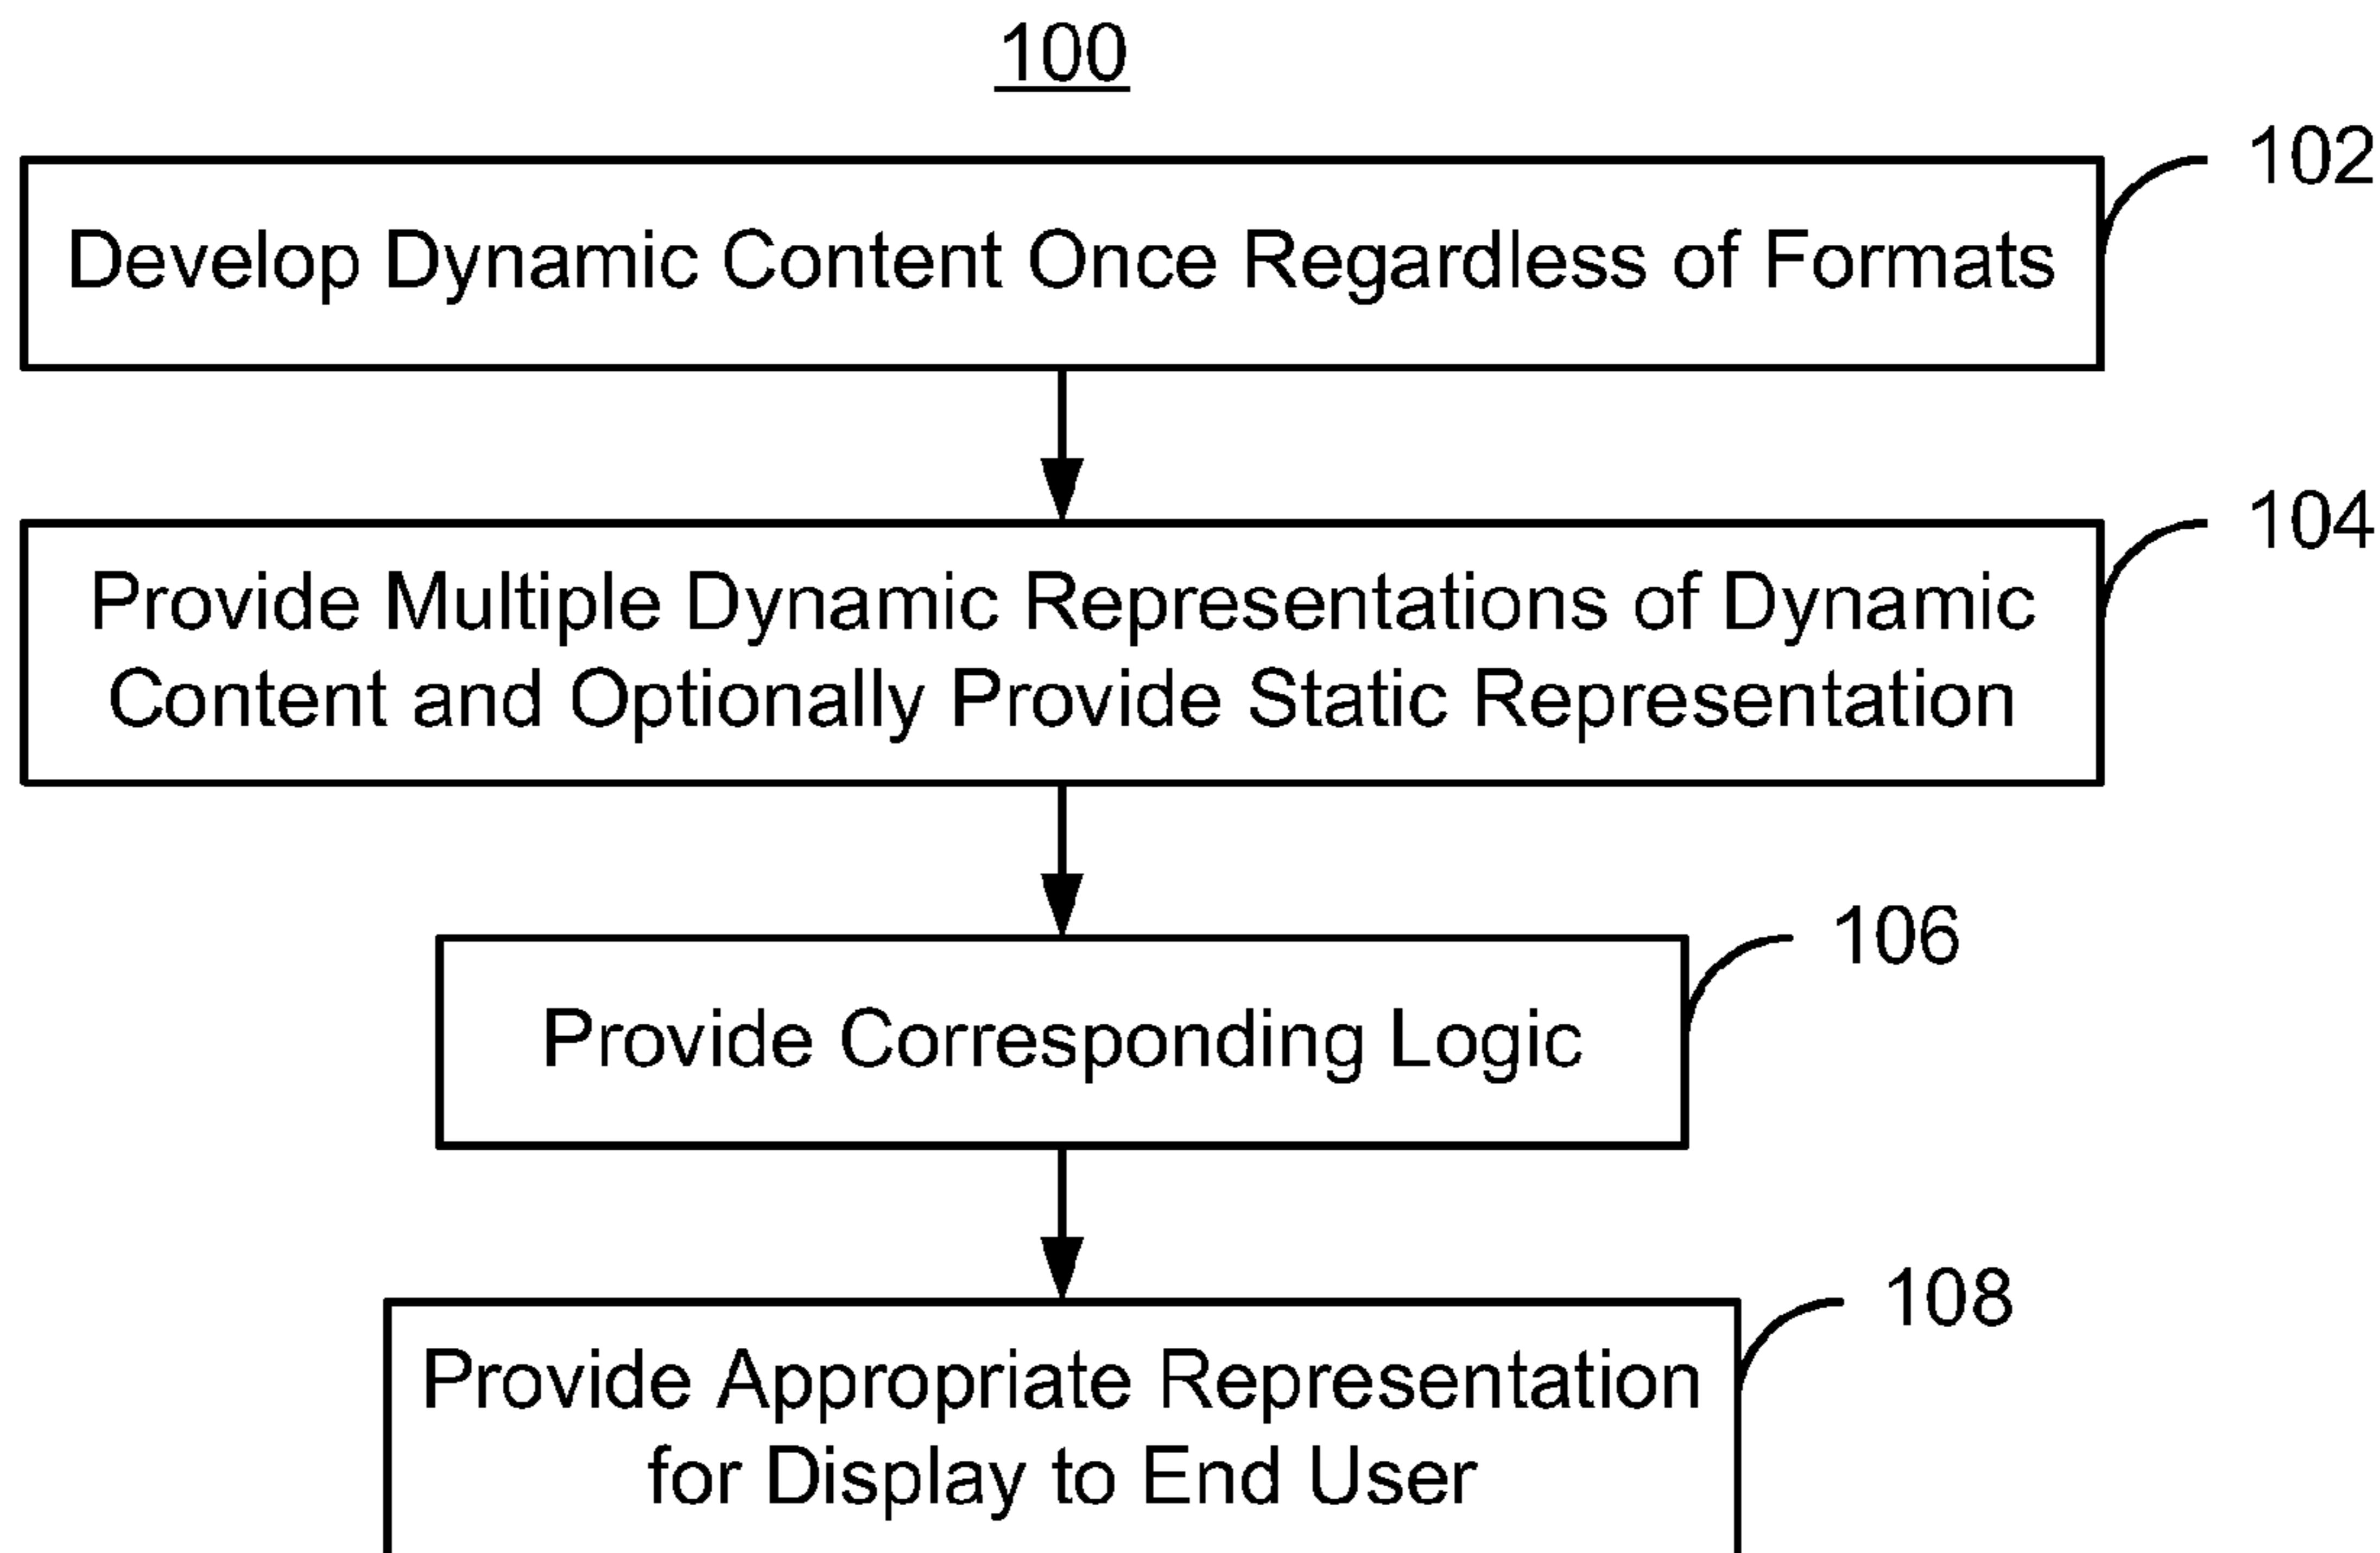 100
102
Develop Dynamic Content Once Regardless of Formats
104
Provide Multiple Dynamic Representations of Dynamic
Content and Optionally Provide Static Representation
106
Provide Corresponding Logic
108
Provide Appropriate Representation
for Display to End User